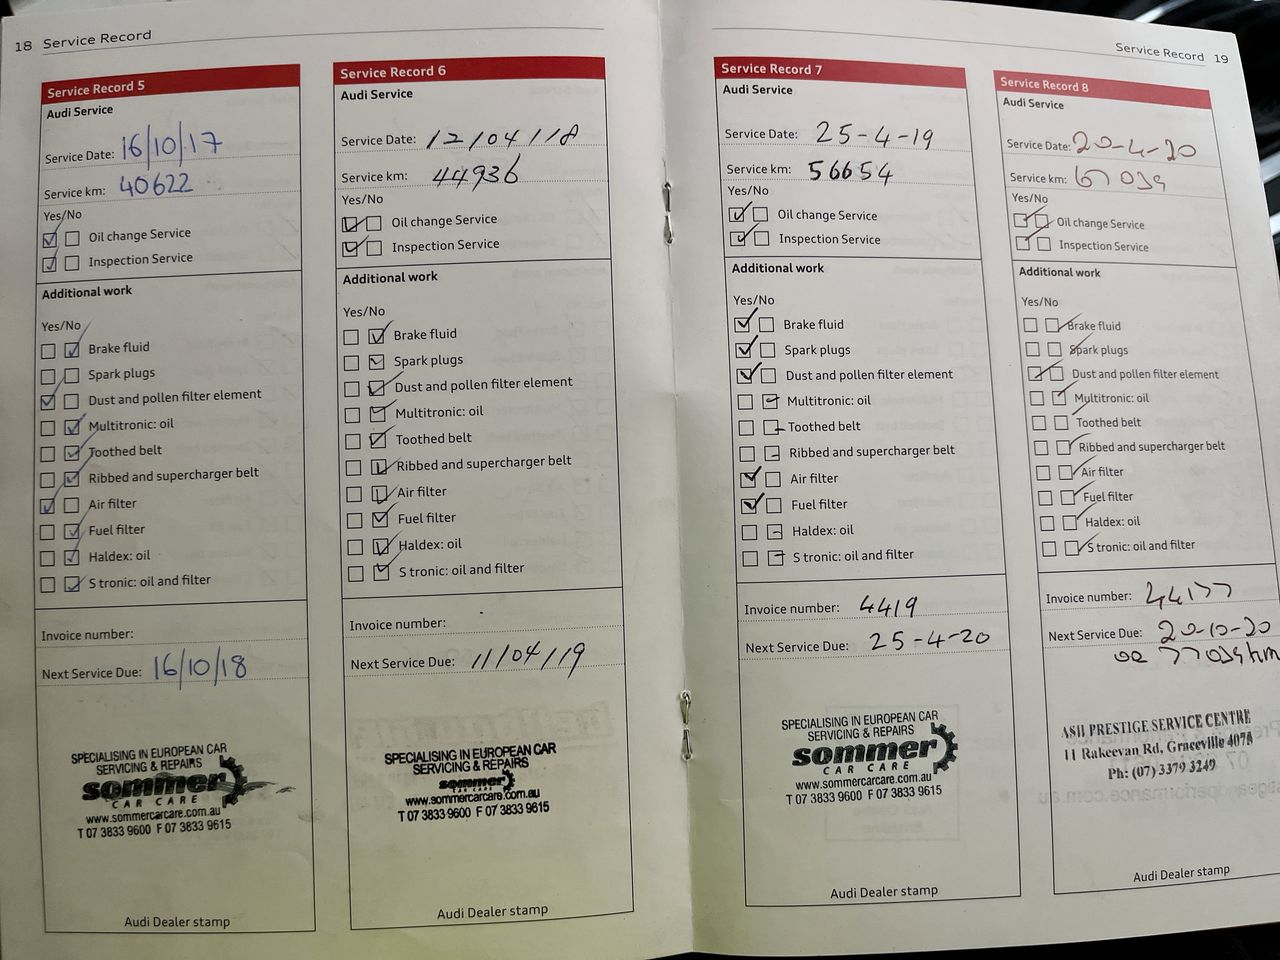 18 Service Record
Service Record 5
Audi Service
Service Date: 16/10/17
Service km: 40622
Yes/No
Oil change Service
Inspection Service
Additional work
Yes/No
Brake fluid
Spark plugs
Dust and pollen filter element
Multitronic: oil
Toothed belt
Ribbed and supercharger belt
Air filter
Fuel filter
Haldex: oil
S tronic: oil and filter
Invoice number:
Next Service Due: 16/10/18
SPECIALISING IN EUROPEAN CAR
SERVICING & REPAIRS
sommer
CAR CARE
www.sommercarcare.com.au
T 07 3833 9600 F 07 3833 9615
Audi Dealer stamp
Service Record 6
Audi Service
Service Date: 12/04/18
Service km: 44936
Yes/No
Oil change Service
Inspection Service
Additional work
Yes/No
Brake fluid
Spark plugs
Dust and pollen filter element
Multitronic: oil
Toothed belt
Ribbed and supercharger belt
Air filter
Fuel filter
Haldex: oil
S tronic: oil and filter
Invoice number:
Next Service Due: 11/04/19
SPECIALISING IN EUROPEAN CAR
SERVICING & REPAIRS
sommer
CAR CARE
www.sommercarcare.com.au
T 07 3833 9600 F 07 3833 9615
Audi Dealer stamp
Service Record 19
Service Record 7
Audi Service
Service Date: 25-4-19
Service km: 56654
Yes/No
Oil change Service
Inspection Service
Additional work
Yes/No
Brake fluid
Spark plugs
Dust and pollen filter element
Multitronic: oil
Toothed belt
Ribbed and supercharger belt
Air filter
Fuel filter
Haldex: oil
S tronic: oil and filter
Invoice number: 4419
Next Service Due: 25-4-20
SPECIALISING IN EUROPEAN CAR
SERVICING & REPAIRS
sommer
CAR CARE
www.sommercarcare.com.au
T 07 3833 9600 F 07 3833 9615
Audi Dealer stamp
Service Record 8
Audi Service
Service Date: 20-4-20
Service km: 67039
Yes/No
Oil change Service
Inspection Service
Additional work
Yes/No
Brake fluid
Spark plugs
Dust and pollen filter element
Multitronic: oil
Toothed belt
Ribbed and supercharger belt
Air filter
Fuel filter
Haldex: oil
S tronic: oil and filter
Invoice number: 44177
Next Service Due: 20-10-20
or 77039km
ASH PRESTIGE SERVICE CENTRE
11 Rakeevan Rd, Graceville 4075
Ph: (07) 3379 3249
Audi Dealer stamp